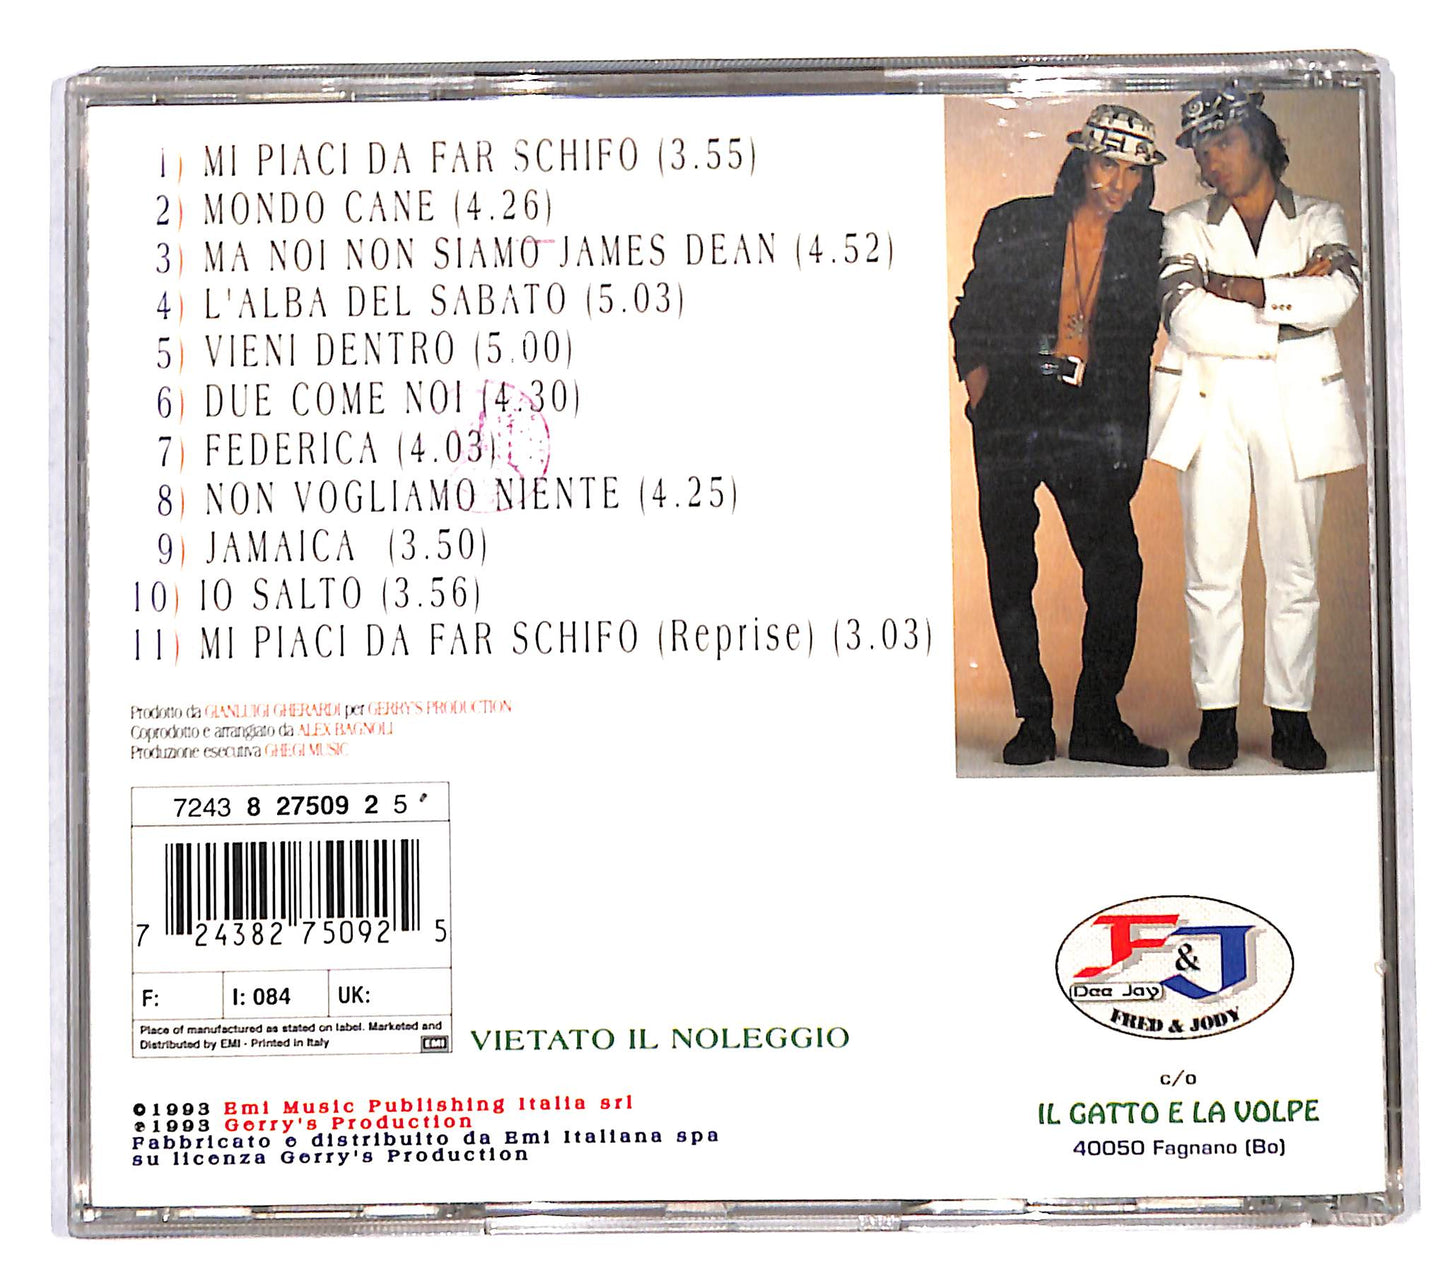 1) MI PIACI DA FAR SCHIFO (3.55)
2) MONDO CANE (4.26)
3) MA NOI NON SIAMO JAMES DEAN (4.52)
4) L'ALBA DEL SABATO (5.03)
5) VIENI DENTRO (5.00)
6) DUE COME NOI (4.30)
7) FEDERICA (4.03)
8) NON VOGLIAMO NIENTE (4.25)
9) JAMAICA (3.50)
10) IO SALTO (3.56)
11) MI PIACI DA FAR SCHIFO (Reprise) (3.03)
Prodotto da GIANLUIGI GHERARDI per GERRY'S PRODUCTION
Coprodotto e arrangiato da ALEX BAGNOLI
Produzione esecutiva GHEGI MUSIC
7243 8 27509 2 5
7 24382 75092 5
F: I: 084 UK:
Place of manufactured as stated on label. Marketed and
Distributed by EMI - Printed in Italy
EMI
VIETATO IL NOLEGGIO
©1993 Emi Music Publishing Italia srl
℗1993 Gerry's Production
Fabbricato e distribuito da Emi Italiana spa
su licenza Gerry's Production
F&J
Dee Jay
FRED & JODY
c/o
IL GATTO E LA VOLPE
40050 Fagnano (Bo)